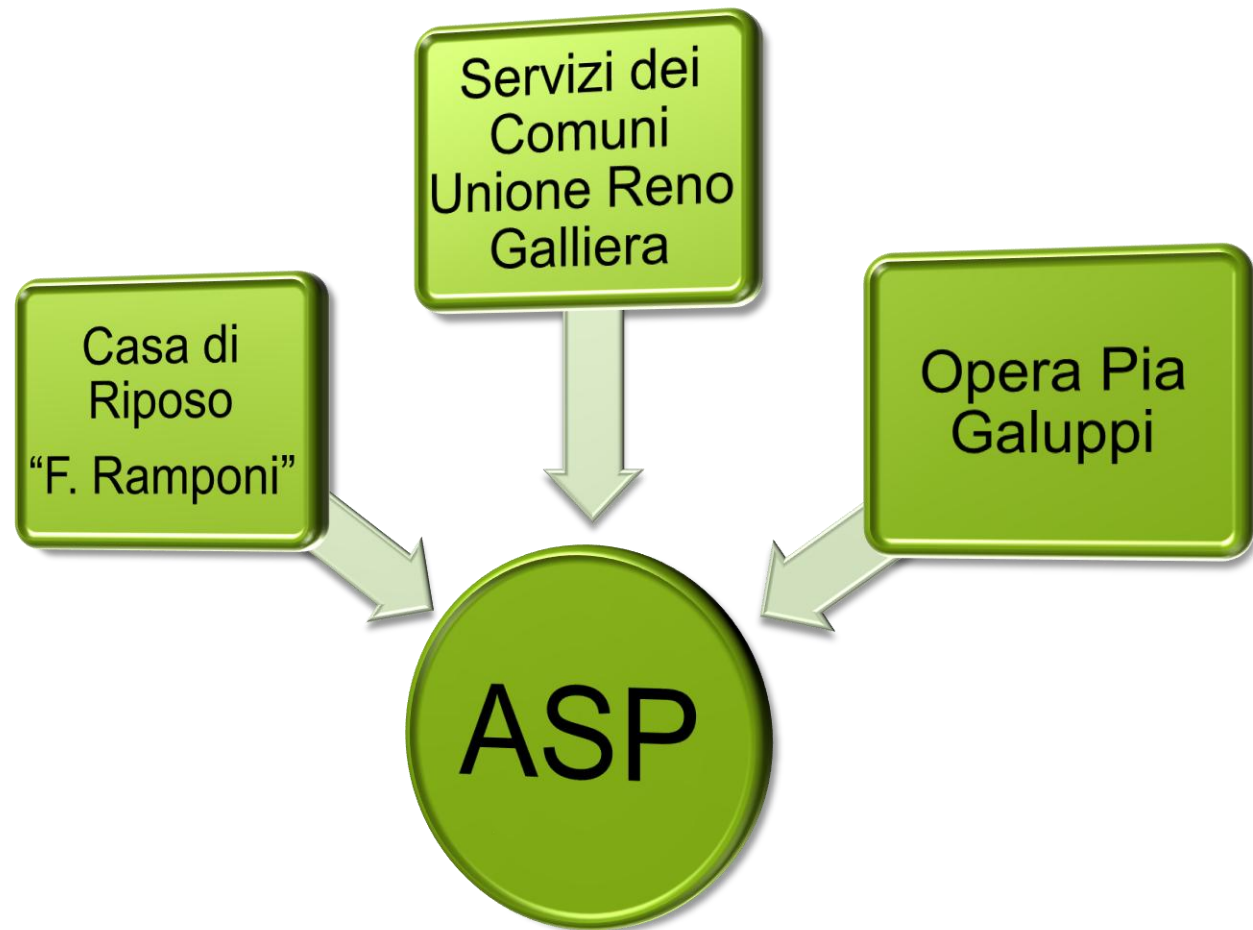 Servizi dei
Comuni
Unione Reno
Galliera
Casa di
Riposo
“F. Ramponi”
Opera Pia
Galuppi
ASP